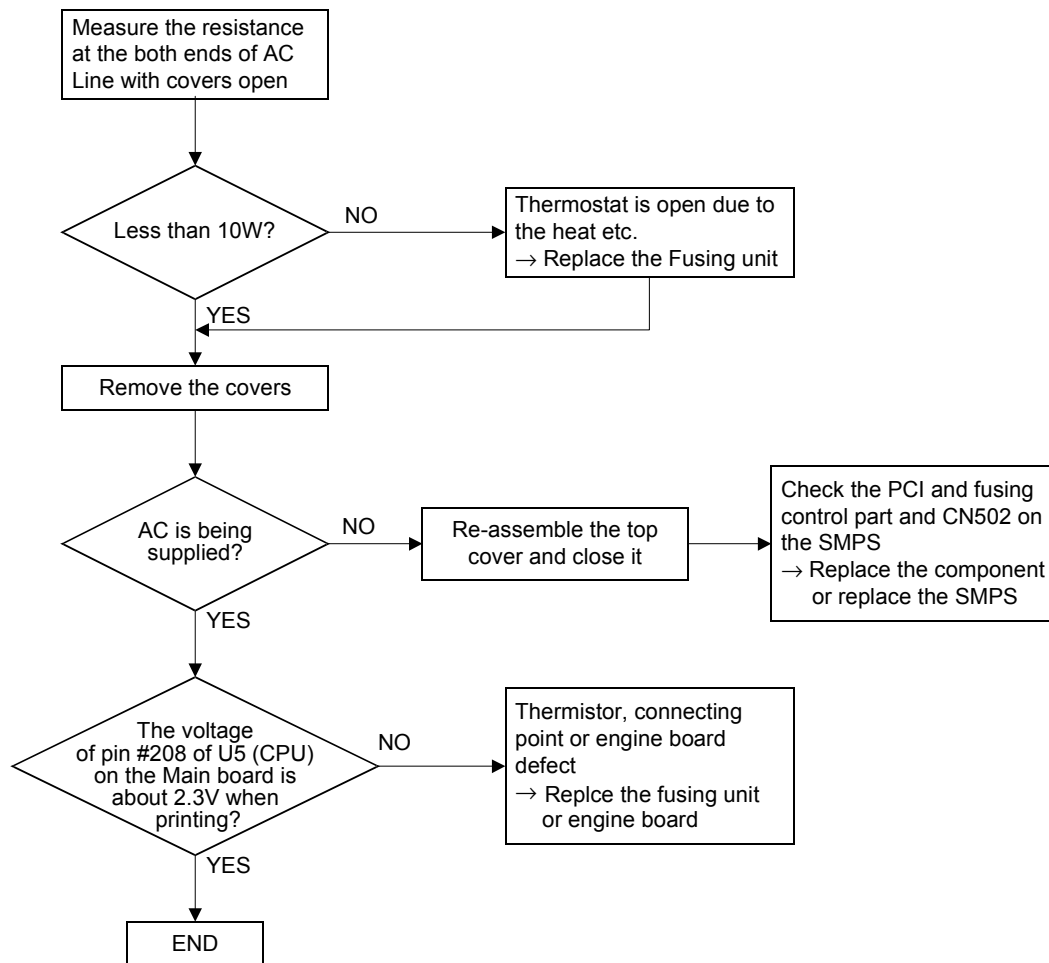 Measure the resistance
at the both ends of AC
Line with covers open
Less than 10W?
NO
Thermostat is open due to
the heat etc.
→ Replace the Fusing unit
YES
Remove the covers
AC is being
supplied?
NO
Re-assemble the top
cover and close it
Check the PCI and fusing
control part and CN502 on
the SMPS
→ Replace the component
or replace the SMPS
YES
The voltage
of pin #208 of U5 (CPU)
on the Main board is
about 2.3V when
printing?
NO
Thermistor, connecting
point or engine board
defect
→ Replce the fusing unit
or engine board
YES
END